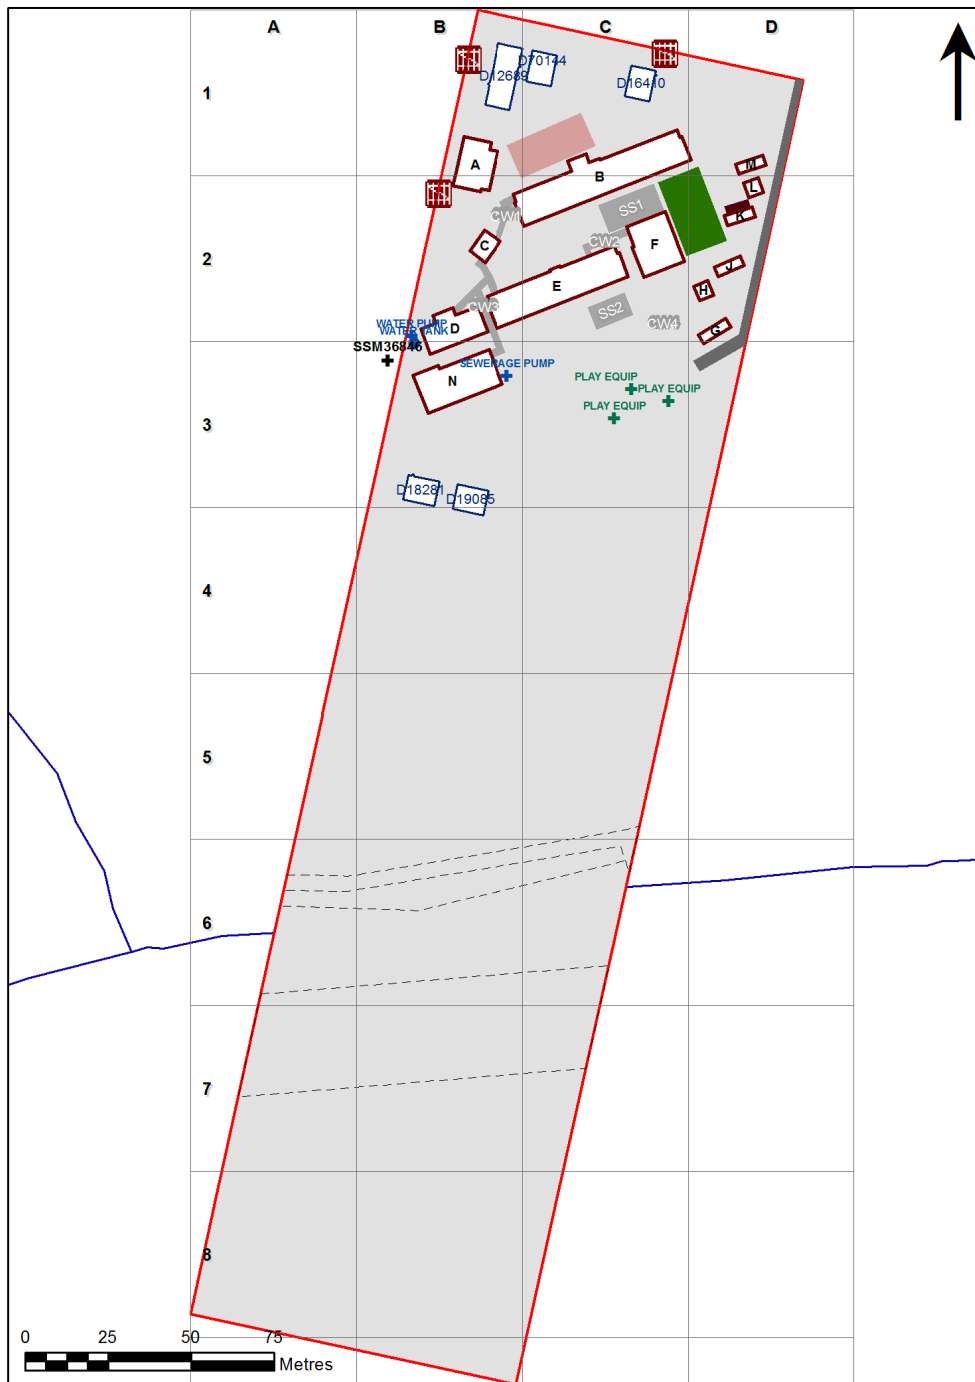 A
B
C
D
1
D12689
D70144
D16410
A
B
M
L
K
SS1
CW1
CW2
C
F
2
E
J
H
CW3
SS2
CW4
G
D
WATER PUMP
WATER TANK
SSM36846
SEWERAGE PUMP
N
PLAY EQUIP
PLAY EQUIP
PLAY EQUIP
3
D18281
D19085
4
5
6
7
8
0 25 50 75
Metres